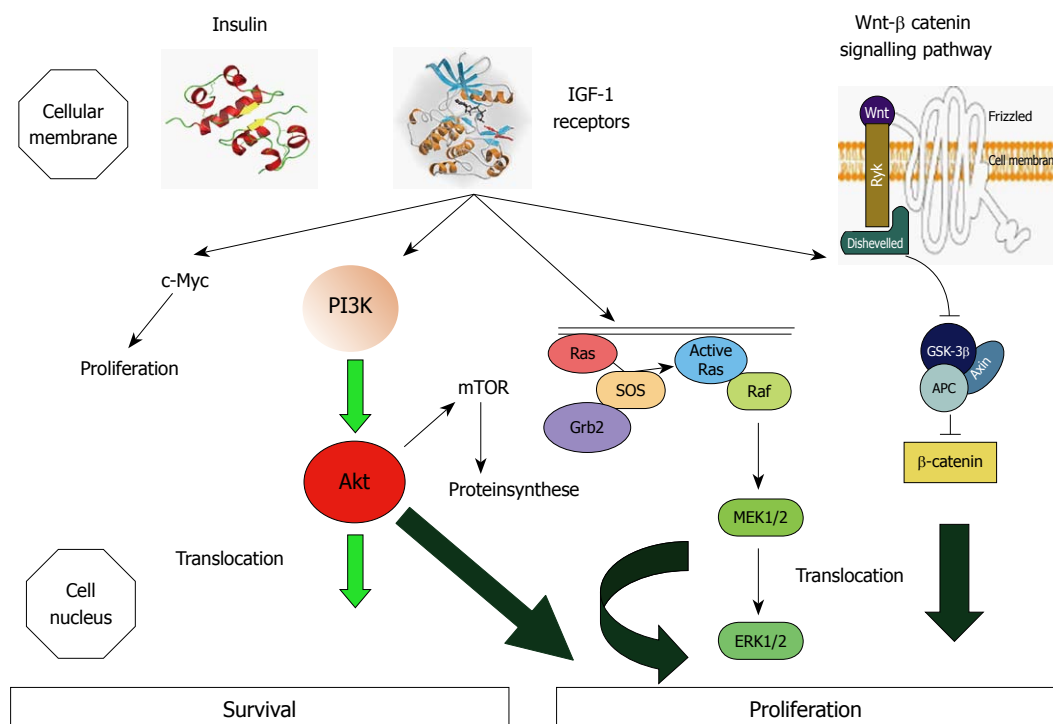 Insulin
Wnt-β catenin
signalling pathway
Cellular
membrane
IGF-1
receptors
Wnt
Frizzled
Cell membran
Ryk
Dishevelled
c-Myc
PI3K
Proliferation
mTOR
Ras
Active
Ras
SOS
Raf
Grb2
GSK-3β
Axin
APC
Akt
Proteinsynthese
β-catenin
MEK1/2
Translocation
Translocation
Cell
nucleus
ERK1/2
Survival
Proliferation